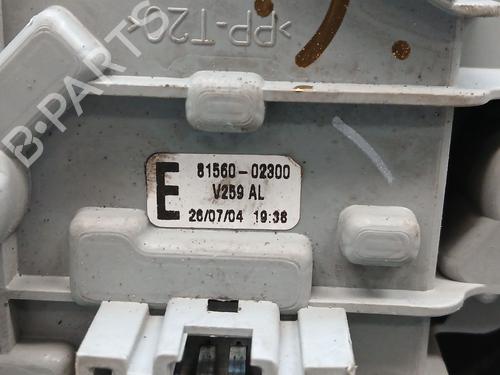 >PP-T20<
B-PARTS
E
81560-02300
V259 AL
26/07/04 19:38